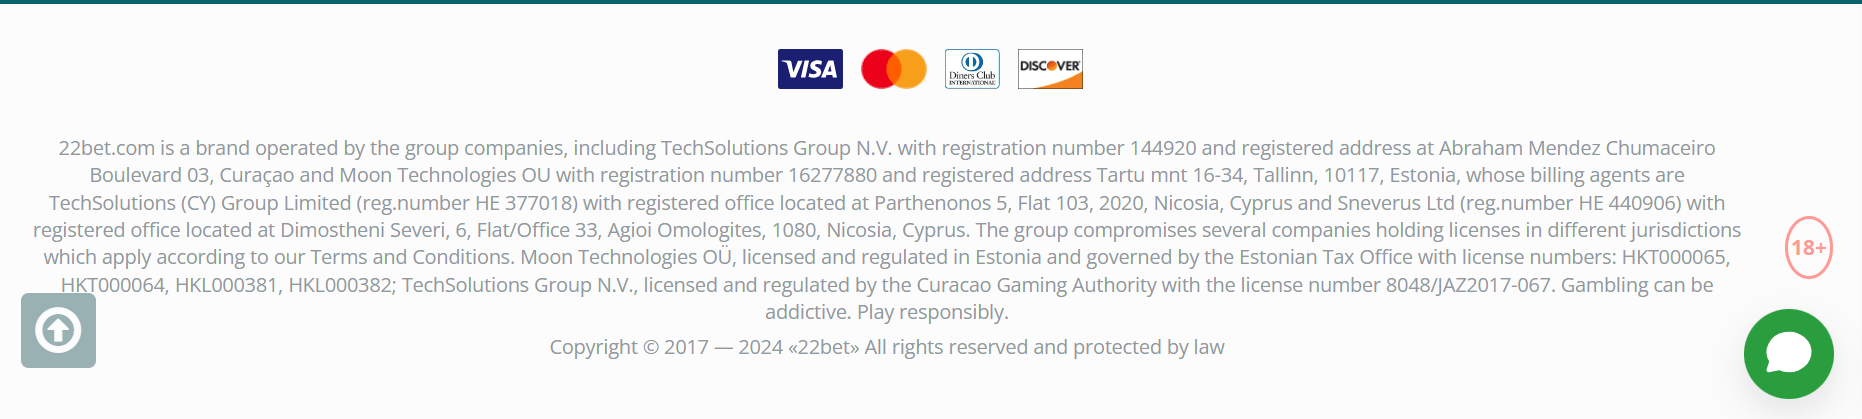 VISA
Diners Club
INTERNATIONAL
DISCOVER
22bet.com is a brand operated by the group companies, including TechSolutions Group N.V. with registration number 144920 and registered address at Abraham Mendez Chumaceiro
Boulevard 03, Curaçao and Moon Technologies OU with registration number 16277880 and registered address Tartu mnt 16-34, Tallinn, 10117, Estonia, whose billing agents are
TechSolutions (CY) Group Limited (reg.number HE 377018) with registered office located at Parthenonos 5, Flat 103, 2020, Nicosia, Cyprus and Sneverus Ltd (reg.number HE 440906) with
registered office located at Dimostheni Severi, 6, Flat/Office 33, Agioi Omologites, 1080, Nicosia, Cyprus. The group compromises several companies holding licenses in different jurisdictions
which apply according to our Terms and Conditions. Moon Technologies OÜ, licensed and regulated in Estonia and governed by the Estonian Tax Office with license numbers: HKT000065,
HKT000064, HKL000381, HKL000382; TechSolutions Group N.V., licensed and regulated by the Curacao Gaming Authority with the license number 8048/JAZ2017-067. Gambling can be
addictive. Play responsibly.
18+
Copyright © 2017 — 2024 «22bet» All rights reserved and protected by law